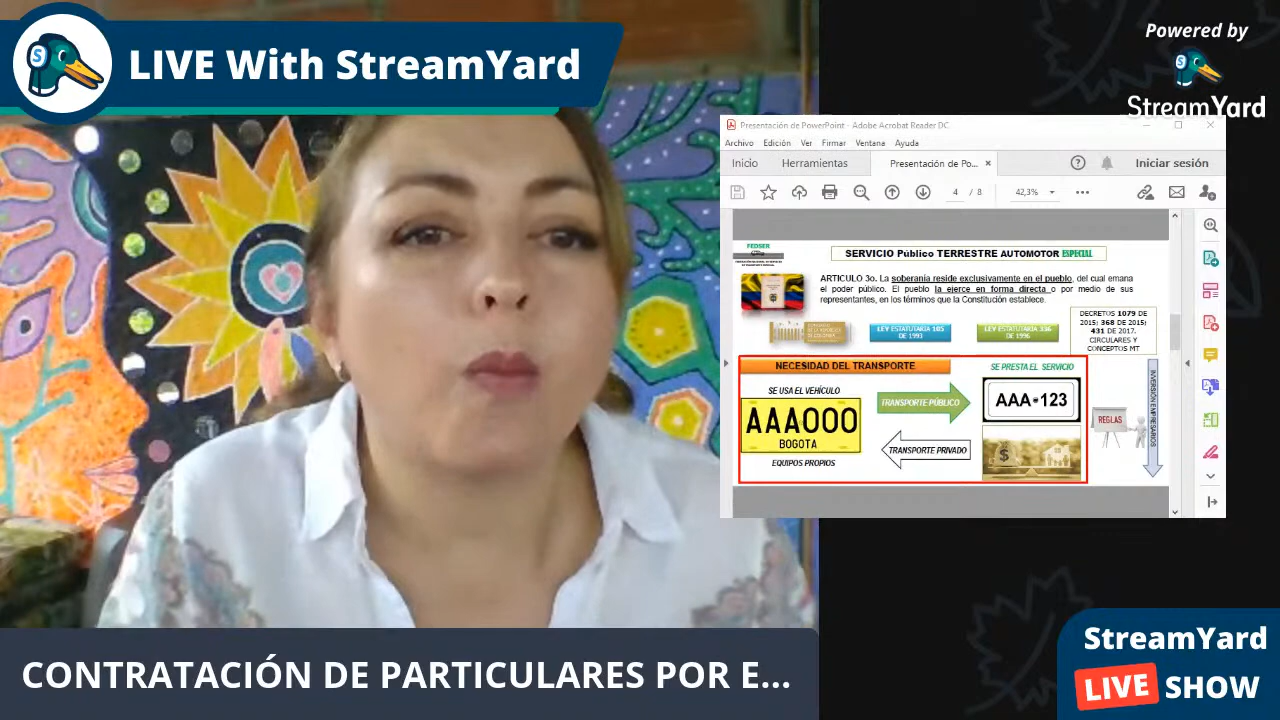 LIVE With StreamYard
Powered by
StreamYard
Presentación de PowerPoint - Adobe Acrobat Reader DC
Archivo Edición Ver Firmar Ventana Ayuda
Inicio Herramientas Presentación de Po... × Iniciar sesión
4 / 8 42,3%
FEDSER
SERVICIO Público TERRESTRE AUTOMOTOR ESPECIAL
ARTICULO 3o. La soberanía reside exclusivamente en el pueblo, del cual emana
el poder público. El pueblo la ejerce en forma directa o por medio de sus
representantes, en los términos que la Constitución establece.
LEY ESTATUTARIA 105
DE 1993
LEY ESTATUTARIA 336
DE 1996
DECRETOS 1079 DE
2015; 368 DE 2015;
431 DE 2017.
CIRCULARES Y
CONCEPTOS MT
NECESIDAD DEL TRANSPORTE
SE PRESTA EL SERVICIO
SE USA EL VEHÍCULO
AAA000
BOGOTA
EQUIPOS PROPIOS
TRANSPORTE PÚBLICO
TRANSPORTE PRIVADO
AAA-123
$
REGLAS
INVERSIÓN EMPRESARIOS
CONTRATACIÓN DE PARTICULARES POR E...
StreamYard
LIVE SHOW